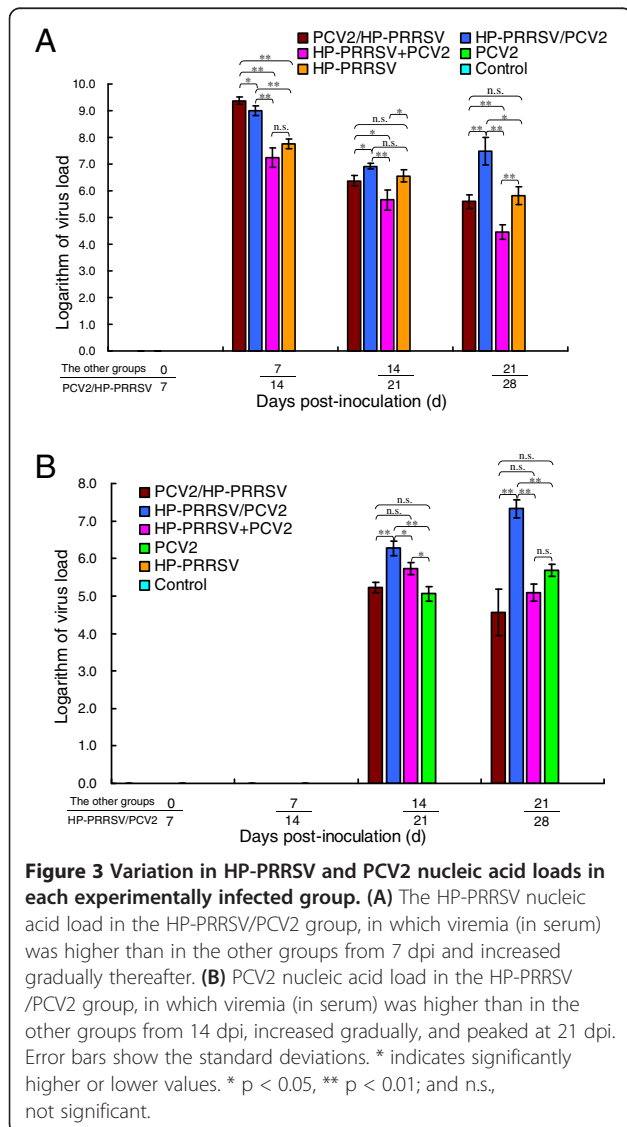 A
PCV2/HP-PRRSV
HP-PRRSV/PCV2
HP-PRRSV+PCV2
PCV2
HP-PRRSV
Control
Logarithm of virus load
10.0
9.0
8.0
7.0
6.0
5.0
4.0
3.0
2.0
1.0
0.0
**
**
*
**
**
n.s.
n.s.
*
*
n.s.
*
**
n.s.
**
*
**
**
**
The other groups 0 7 14 21
PCV2/HP-PRRSV 7 14 21 28
Days post-inoculation (d)
B
PCV2/HP-PRRSV
HP-PRRSV/PCV2
HP-PRRSV+PCV2
PCV2
HP-PRRSV
Control
Logarithm of virus load
8.0
7.0
6.0
5.0
4.0
3.0
2.0
1.0
0.0
n.s.
n.s.
**
**
*
*
n.s.
n.s.
**
**
**
n.s.
The other groups 0 7 14 21
HP-PRRSV/PCV2 7 14 21 28
Days post-inoculation (d)
Figure 3 Variation in HP-PRRSV and PCV2 nucleic acid loads in
each experimentally infected group. (A) The HP-PRRSV nucleic
acid load in the HP-PRRSV/PCV2 group, in which viremia (in serum)
was higher than in the other groups from 7 dpi and increased
gradually thereafter. (B) PCV2 nucleic acid load in the HP-PRRSV
/PCV2 group, in which viremia (in serum) was higher than in the
other groups from 14 dpi, increased gradually, and peaked at 21 dpi.
Error bars show the standard deviations. * indicates significantly
higher or lower values. * p < 0.05, ** p < 0.01; and n.s.,
not significant.